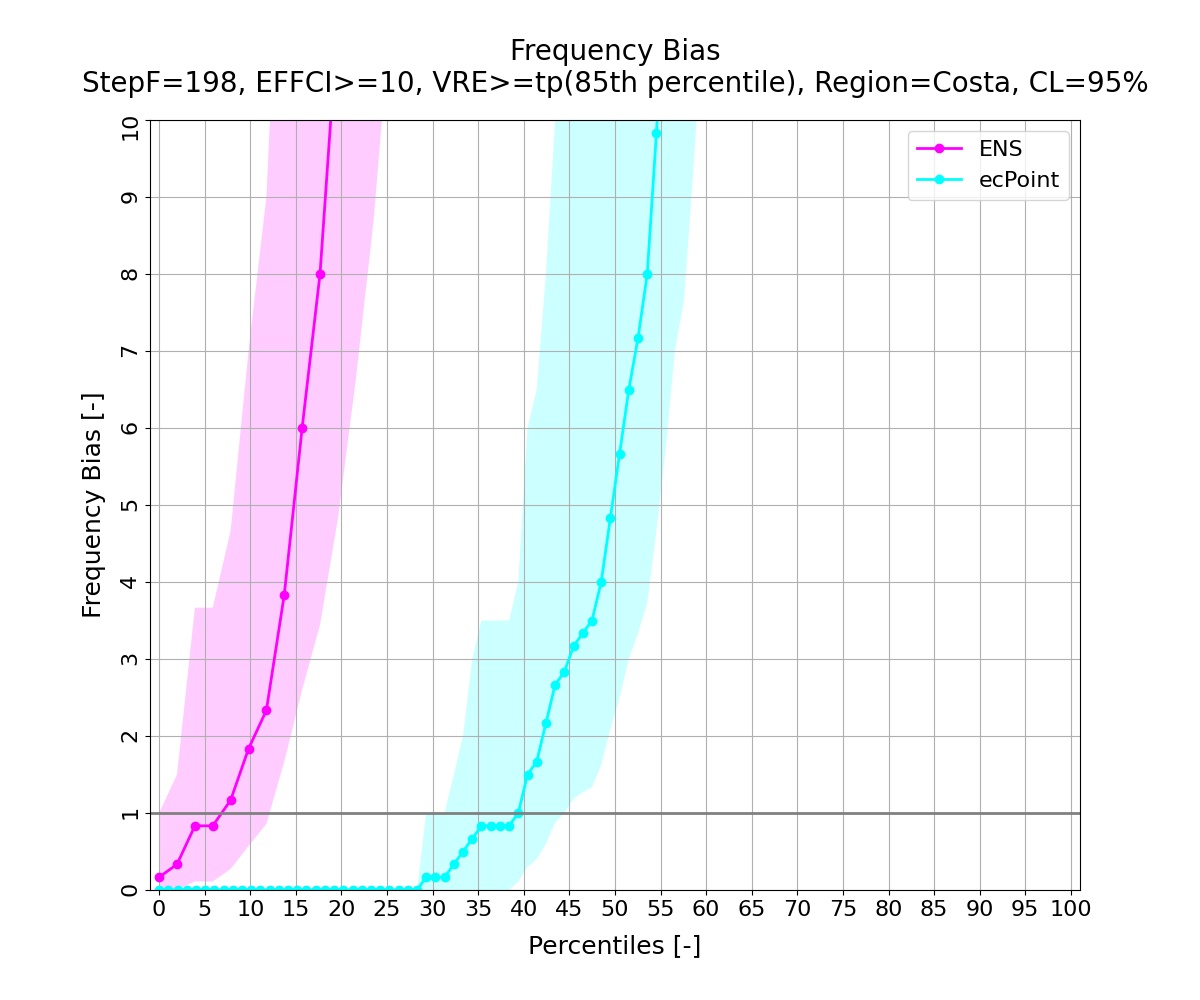 Frequency Bias
StepF=198, EFFCI>=10, VRE>=tp(85th percentile), Region=Costa, CL=95%
10
9
8
7
6
5
4
3
2
1
0
Frequency Bias [-]
ENS
ecPoint
0 5 10 15 20 25 30 35 40 45 50 55 60 65 70 75 80 85 90 95 100
Percentiles [-]